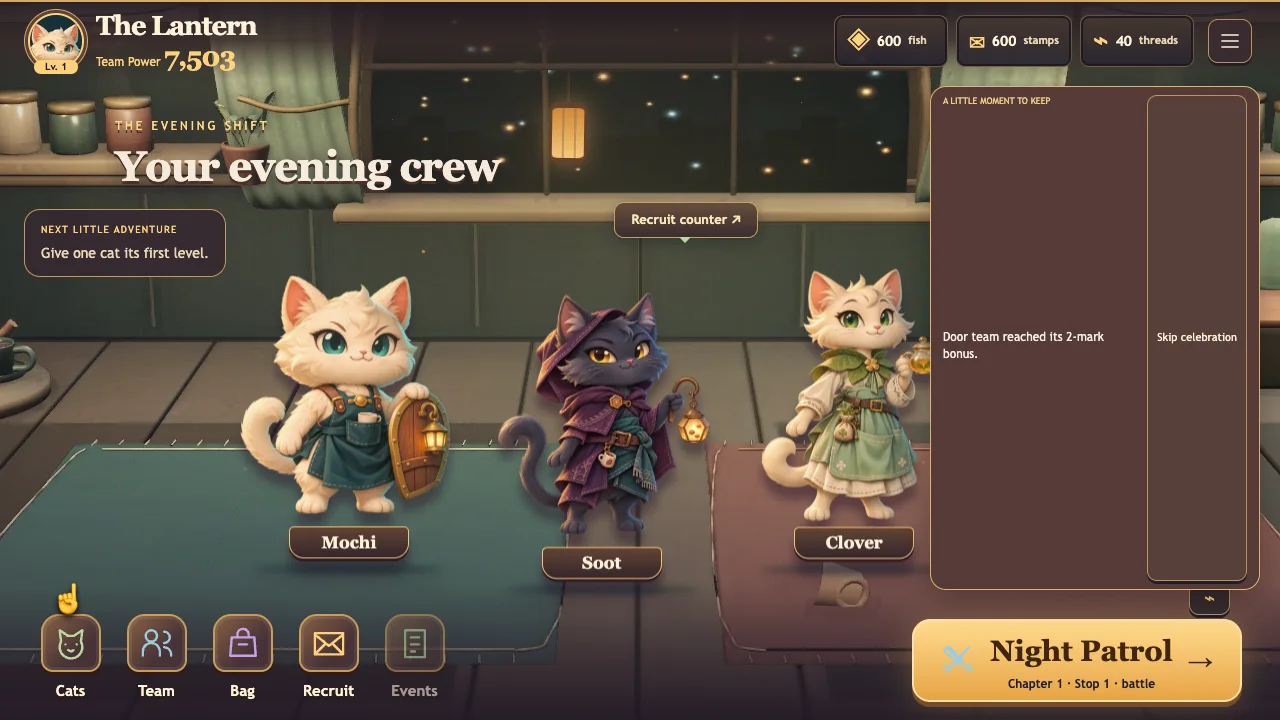 The Lantern
Lv. 1
Team Power 7,503
600 fish
600 stamps
40 threads
THE EVENING SHIFT
Your evening crew
NEXT LITTLE ADVENTURE
Give one cat its first level.
Recruit counter ↗
A LITTLE MOMENT TO KEEP
Door team reached its 2-mark
bonus.
Skip celebration
Mochi
Soot
Clover
Cats
Team
Bag
Recruit
Events
Night Patrol →
Chapter 1 · Stop 1 · battle